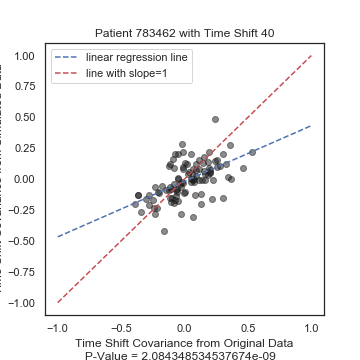 Patient 783462 with Time Shift 40
linear regression line
line with slope=1
1.00
0.75
0.50
0.25
0.00
−0.25
−0.50
−0.75
−1.00
−1.0
−0.5
0.0
0.5
1.0
Time Shift Covariance from Original Data
P-Value = 2.084348534537674e-09